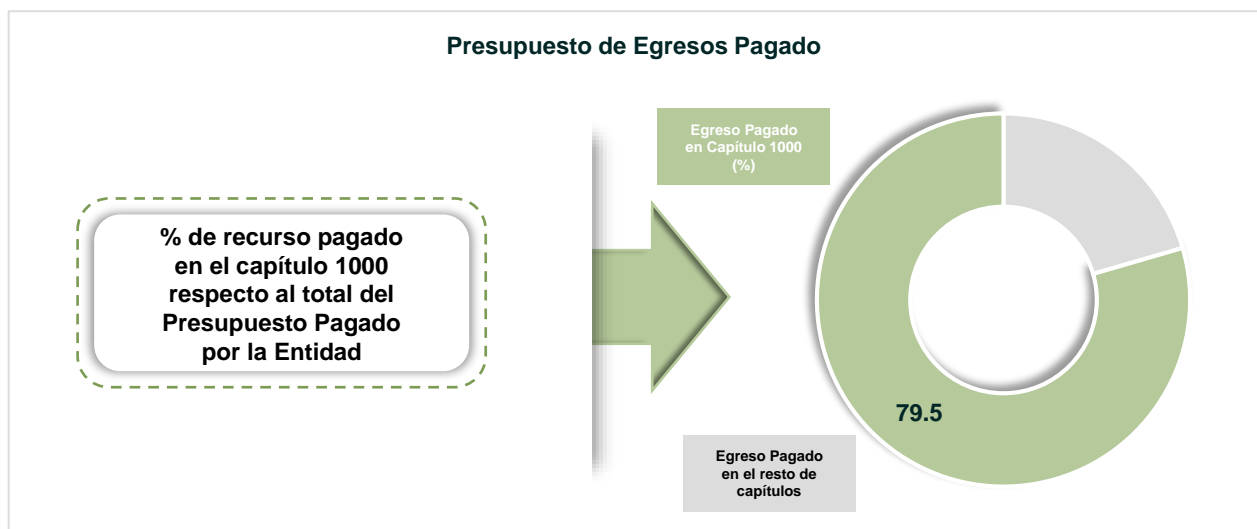 Presupuesto de Egresos Pagado
Egreso Pagado
en Capítulo 1000
(%)
% de recurso pagado
en el capítulo 1000
respecto al total del
Presupuesto Pagado
por la Entidad
79.5
Egreso Pagado
en el resto de
capítulos